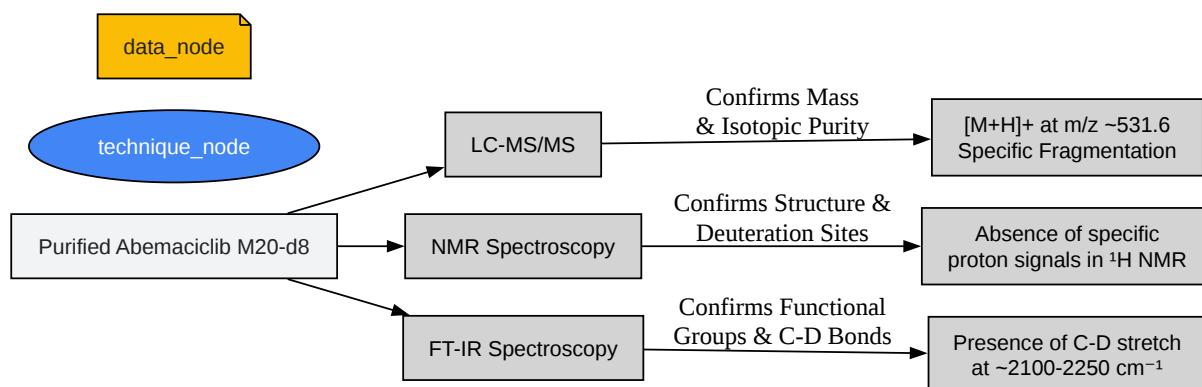 data_node
technique_node
Purified Abemaciclib M20-d8
LC-MS/MS
Confirms Mass
& Isotopic Purity
[M+H]+ at m/z ~531.6
Specific Fragmentation
NMR Spectroscopy
Confirms Structure &
Deuteration Sites
Absence of specific
proton signals in ¹H NMR
FT-IR Spectroscopy
Confirms Functional
Groups & C-D Bonds
Presence of C-D stretch
at ~2100-2250 cm⁻¹